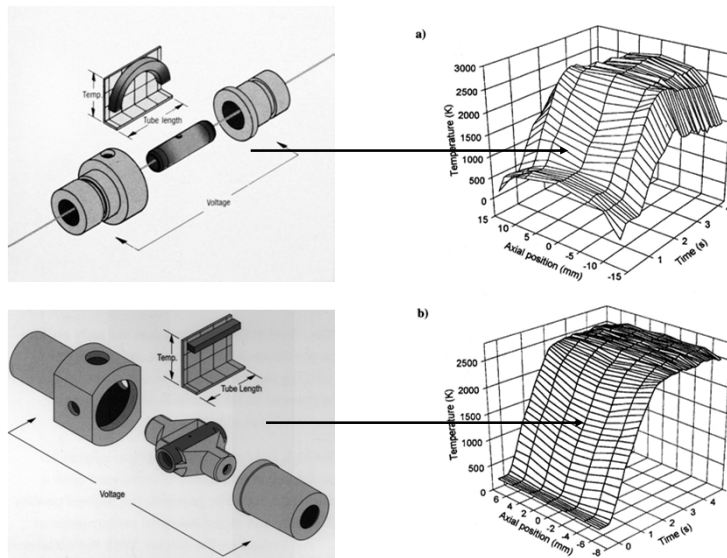 Temp.
Tube length
Voltage
a)
3000
2500
2000
1500
1000
500
0
Temperature (K)
15
10
5
0
-5
-10
-15
Axial position (mm)
1
2
3
Time (s)
Temp.
Tube Length
Voltage
b)
2500
2000
1500
1000
500
0
Temperature (K)
6
4
2
0
-2
-4
-6
-8
Axial position (mm)
0
1
2
3
4
Time (s)